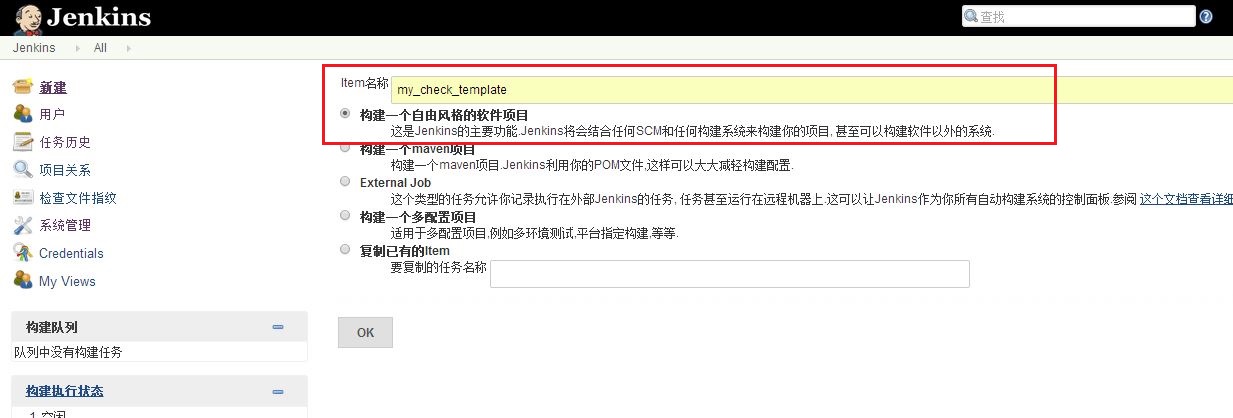 Jenkins
查找
Jenkins
All
新建
用户
任务历史
项目关系
检查文件指纹
系统管理
Credentials
My Views
构建队列
队列中没有构建任务
构建执行状态
1 空闲
Item名称
my_check_template
构建一个自由风格的软件项目
这是Jenkins的主要功能.Jenkins将会结合任何SCM和任何构建系统来构建你的项目, 甚至可以构建软件以外的系统.
构建一个maven项目
构建一个maven项目.Jenkins利用你的POM文件,这样可以大大减轻构建配置.
External Job
这个类型的任务允许你记录执行在外部Jenkins的任务, 任务甚至运行在远程机器上.这可以让Jenkins作为你所有自动构建系统的控制面板.参阅 这个文档查看详细
构建一个多配置项目
适用于多配置项目,例如多环境测试,平台指定构建,等等.
复制已有的Item
要复制的任务名称
OK